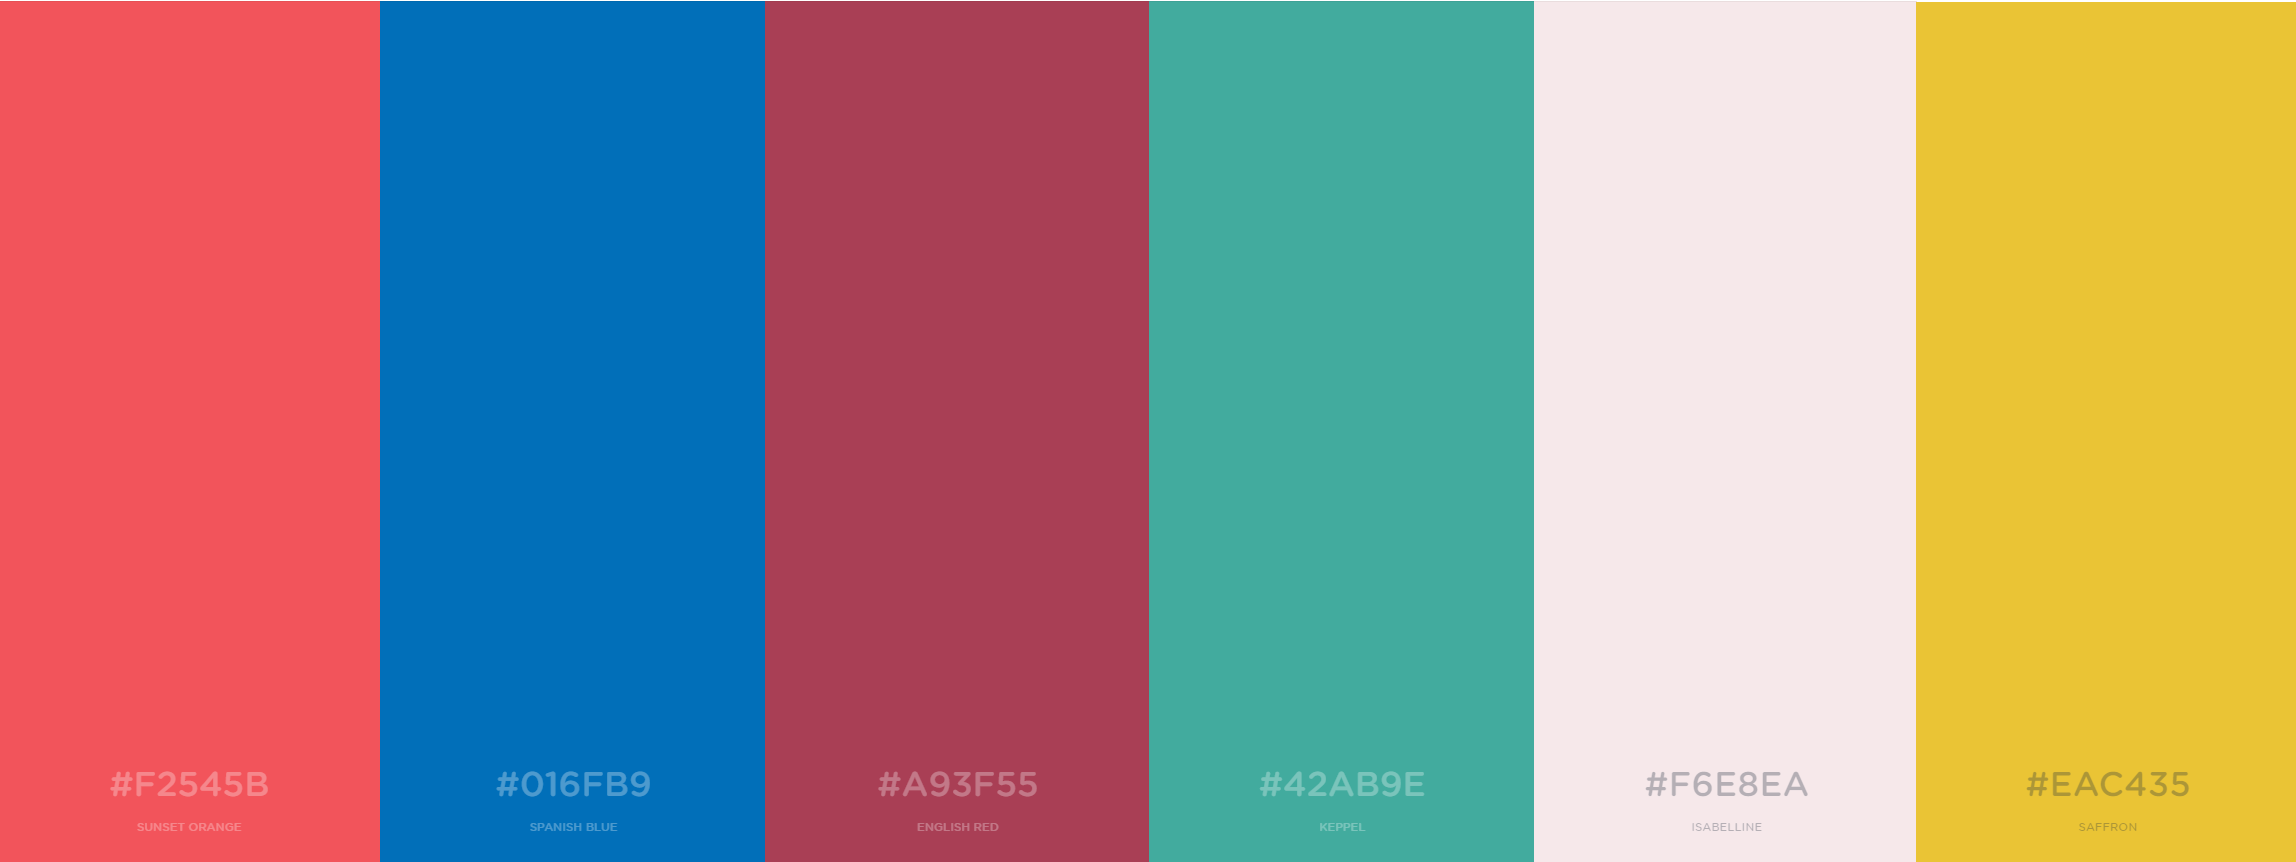 #F2545B #016FB9 #A93F55 #42AB9E #F6E8EA #EAC435
SUNSET ORANGE SPANISH BLUE ENGLISH RED KEPPEL ISABELLINE SAFFRON